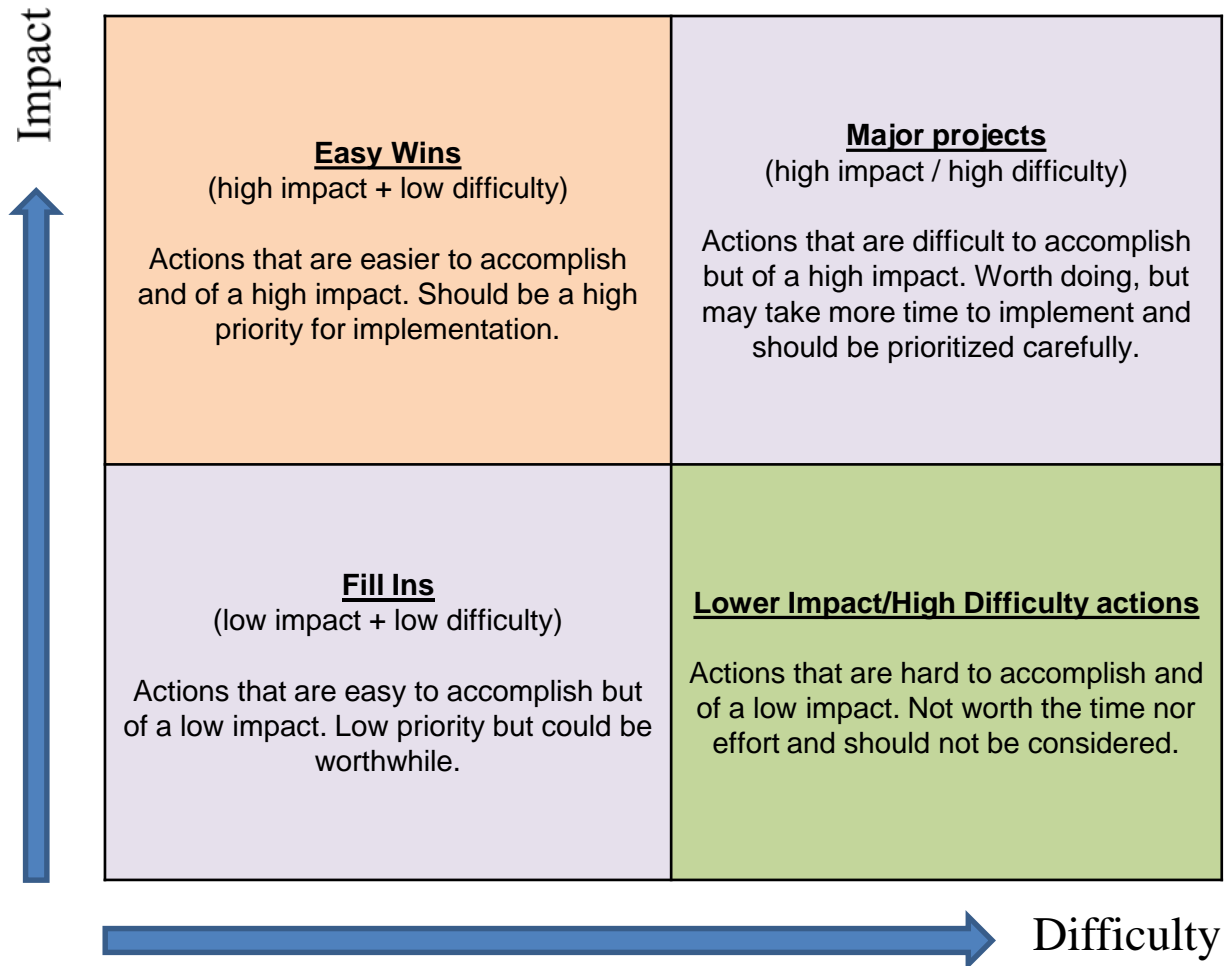 Impact
Easy Wins
(high impact + low difficulty)
Actions that are easier to accomplish
and of a high impact. Should be a high
priority for implementation.
Major projects
(high impact / high difficulty)
Actions that are difficult to accomplish
but of a high impact. Worth doing, but
may take more time to implement and
should be prioritized carefully.
Fill Ins
(low impact + low difficulty)
Actions that are easy to accomplish but
of a low impact. Low priority but could be
worthwhile.
Lower Impact/High Difficulty actions
Actions that are hard to accomplish and
of a low impact. Not worth the time nor
effort and should not be considered.
Difficulty